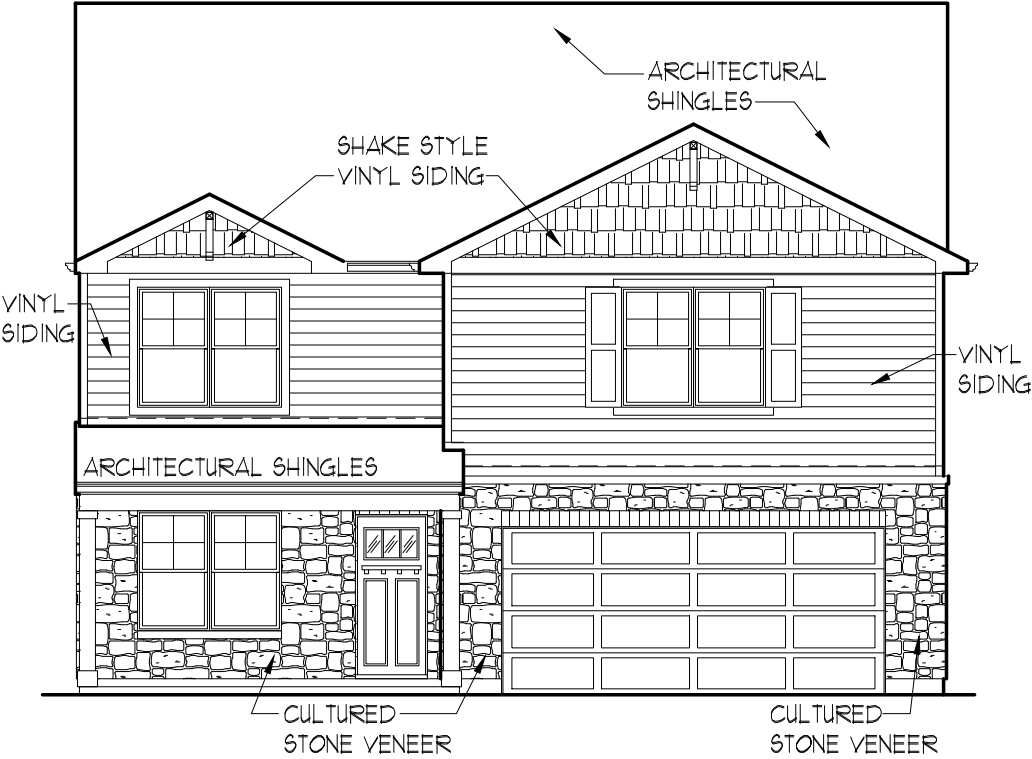 ARCHITECTURAL
SHINGLES
SHAKE STYLE
VINYL SIDING
VINYL
SIDING
VINYL
SIDING
ARCHITECTURAL SHINGLES
CULTURED
STONE VENEER
CULTURED
STONE VENEER